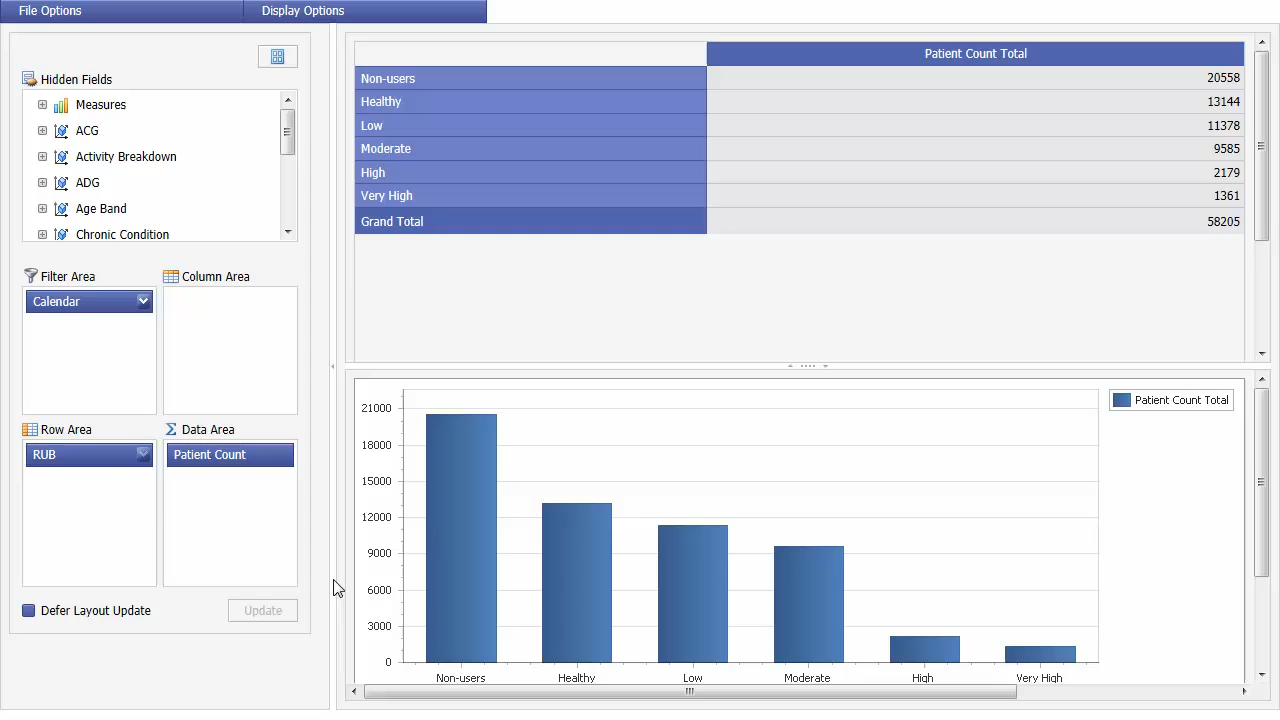 File Options
Display Options
Hidden Fields
Measures
ACG
Activity Breakdown
ADG
Age Band
Chronic Condition
Filter Area
Column Area
Calendar
Row Area
Data Area
RUB
Patient Count
Defer Layout Update
Update
Patient Count Total
Non-users 20558
Healthy 13144
Low 11378
Moderate 9585
High 2179
Very High 1361
Grand Total 58205
21000
18000
15000
12000
9000
6000
3000
0
Non-users Healthy Low Moderate High Very High
Patient Count Total